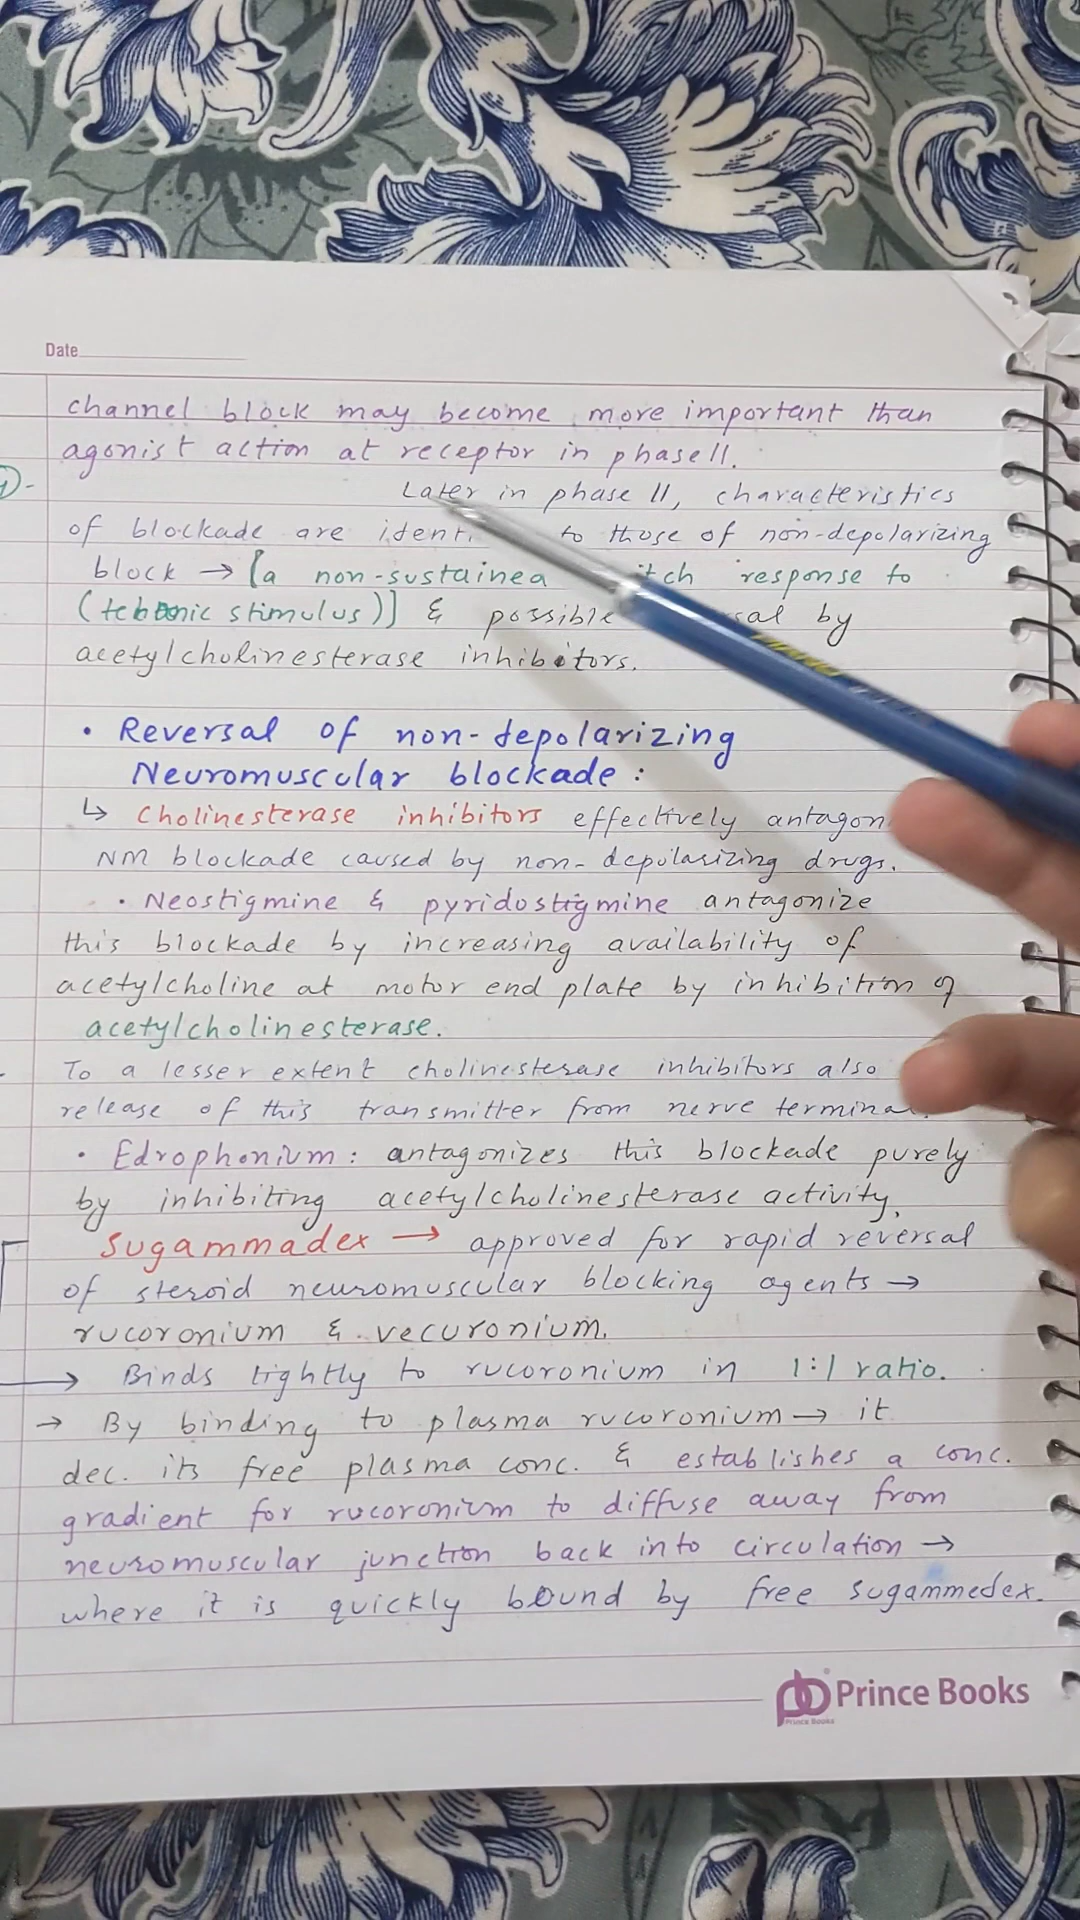 Date
channel block may become more important than
agonist action at receptor in phase II.
Later in phase II, characteristics
of blockade are to those of non-depolarizing
block → [a non-sustained response to
(tetanic stimulus)] & possible by
acetylcholinesterase inhibitors.
• Reversal of non-depolarizing
Neuromuscular blockade :
↳ Cholinesterase inhibitors effectively
NM blockade caused by non-depolarizing drugs.
• Neostigmine & pyridostigmine antagonize
this blockade by increasing availability of
acetylcholine at motor end plate by inhibition of
acetylcholinesterase.
To a lesser extent cholinesterase inhibitors also
release of this transmitter from nerve
• Edrophonium : antagonizes this blockade purely
by inhibiting acetylcholinesterase activity.
Sugammadex → approved for rapid reversal
of steroid neuromuscular blocking agents →
rucoronium & vecuronium.
→ Binds tightly to rucoronium in 1:1 ratio.
→ By binding to plasma rucoronium → it
dec. its free plasma conc. & establishes a conc.
gradient for rucoronium to diffuse away from
neuromuscular junction back into circulation →
where it is quickly bound by free sugammedex.
Prince Books
Prince Books